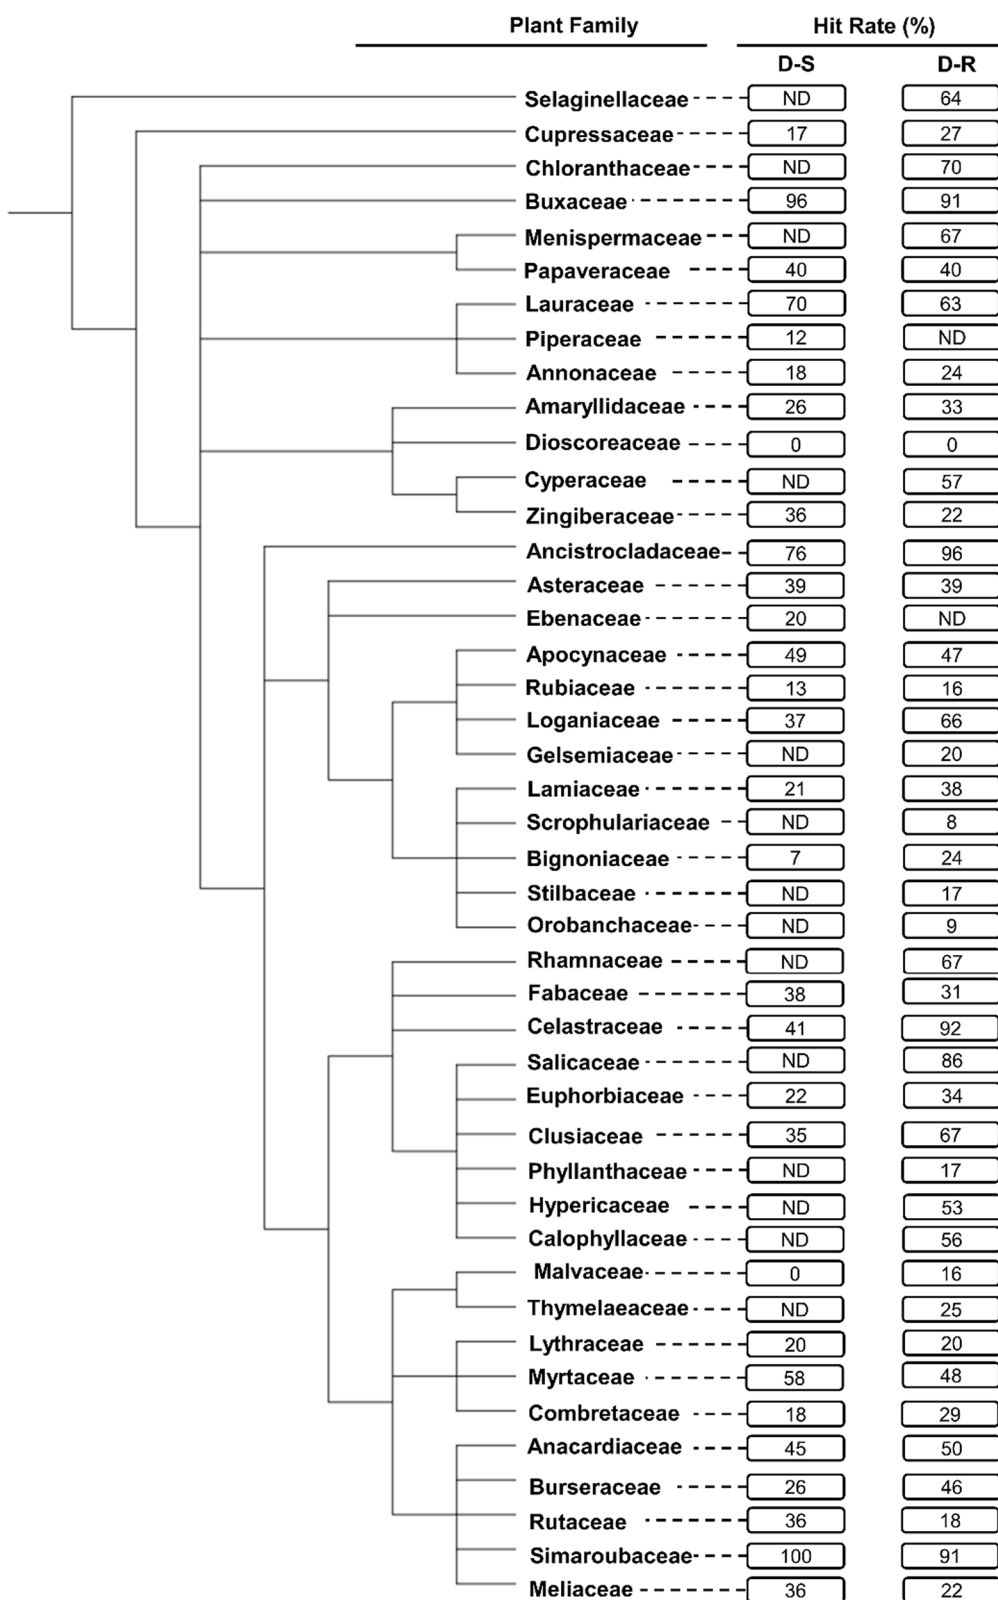 Plant Family Hit Rate (%)
D-S D-R
Selaginellaceae ND 64
Cupressaceae 17 27
Chloranthaceae ND 70
Buxaceae 96 91
Menispermaceae ND 67
Papaveraceae 40 40
Lauraceae 70 63
Piperaceae 12 ND
Annonaceae 18 24
Amaryllidaceae 26 33
Dioscoreaceae 0 0
Cyperaceae ND 57
Zingiberaceae 36 22
Ancistrocladaceae 76 96
Asteraceae 39 39
Ebenaceae 20 ND
Apocynaceae 49 47
Rubiaceae 13 16
Loganiaceae 37 66
Gelsemiaceae ND 20
Lamiaceae 21 38
Scrophulariaceae ND 8
Bignoniaceae 7 24
Stilbaceae ND 17
Orobanchaceae ND 9
Rhamnaceae ND 67
Fabaceae 38 31
Celastraceae 41 92
Salicaceae ND 86
Euphorbiaceae 22 34
Clusiaceae 35 67
Phyllanthaceae ND 17
Hypericaceae ND 53
Calophyllaceae ND 56
Malvaceae 0 16
Thymelaeaceae ND 25
Lythraceae 20 20
Myrtaceae 58 48
Combretaceae 18 29
Anacardiaceae 45 50
Burseraceae 26 46
Rutaceae 36 18
Simaroubaceae 100 91
Meliaceae 36 22